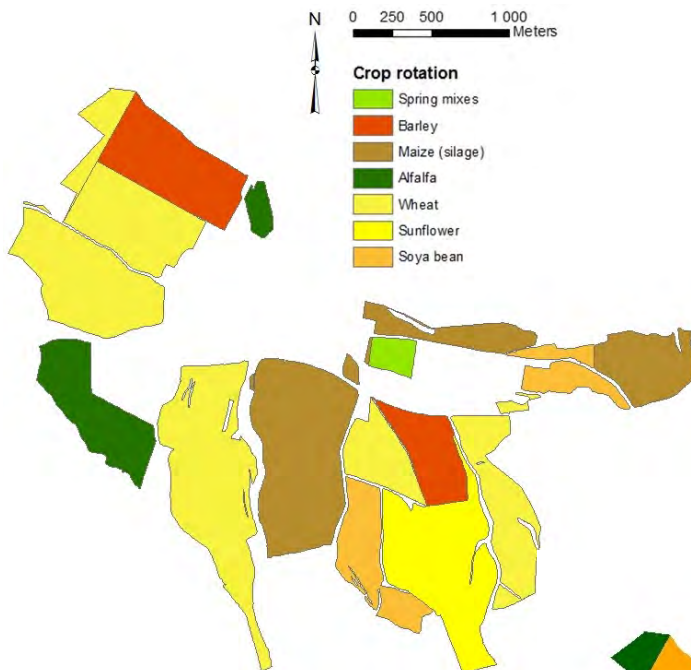 N
0 250 500 1 000
Meters
Crop rotation
Spring mixes
Barley
Maize (silage)
Alfalfa
Wheat
Sunflower
Soya bean